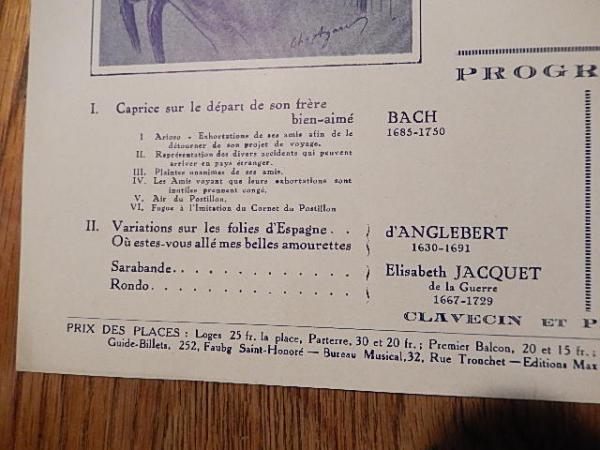 PROGR
I. Caprice sur le départ de son frère
bien-aimé
BACH
1685-1750
I Arioso - Exhortations de ses amis afin de le
détourner de son projet de voyage.
II. Représentation des divers accidents qui peuvent
arriver en pays étranger.
III. Plaintes unanimes de ses amis.
IV. Les Amis voyant que leurs exhortations sont
inutiles prennent congé.
V. Air du Postillon.
VI. Fugue à l'Imitation du Cornet du Postillon
II. Variations sur les folies d'Espagne . .
Où estes-vous allé mes belles amourettes
d'ANGLEBERT
1630-1691
Sarabande. . . . . . . . . . . .
Rondo. . . . . . . . . . . . .
Elisabeth JACQUET
de la Guerre
1667-1729
CLAVECIN ET P
PRIX DES PLACES : Loges 25 fr. la place, Parterre, 30 et 20 fr. ; Premier Balcon, 20 et 15 fr. ;
Guide-Billets, 252, Faubg Saint-Honoré — Bureau Musical, 32, Rue Tronchet — Editions Max